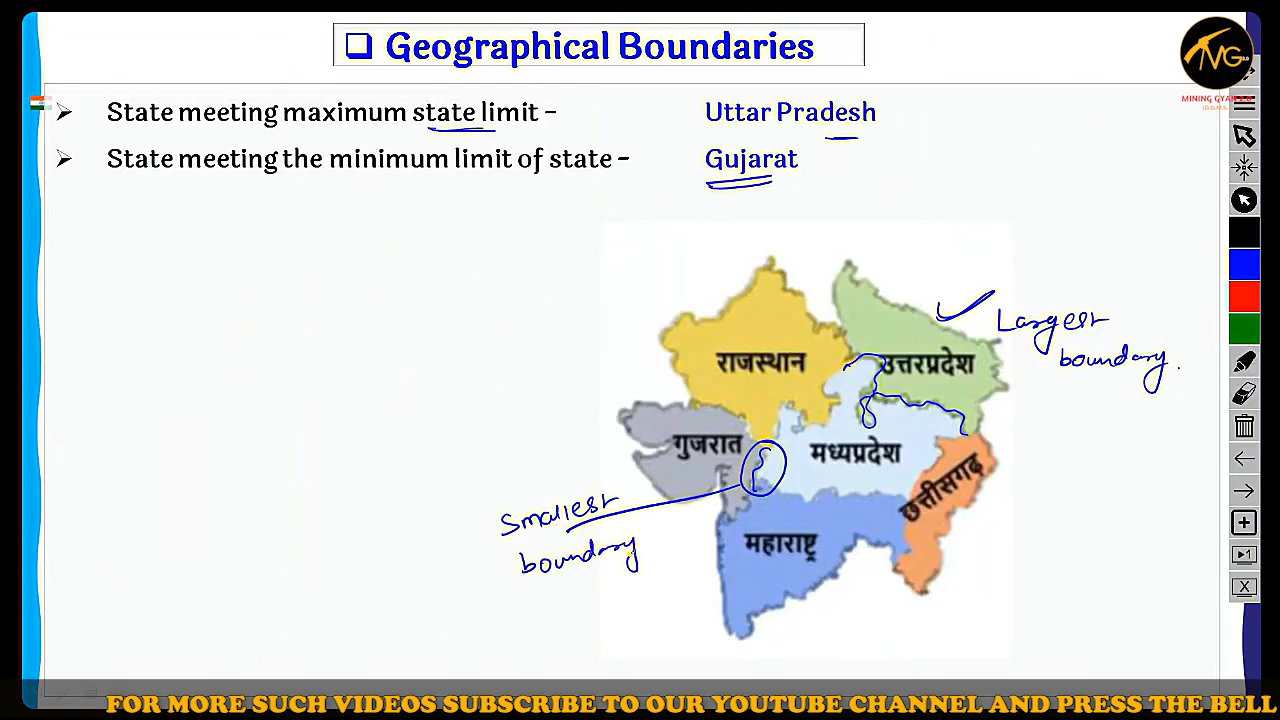 Geographical Boundaries
State meeting maximum state limit - Uttar Pradesh
State meeting the minimum limit of state - Gujarat
MINING GYAN 2.0
राजस्थान
उत्तरप्रदेश
Largest
boundary.
गुजरात
मध्यप्रदेश
छत्तीसगढ़
Smallest
boundary
महाराष्ट्र
FOR MORE SUCH VIDEOS SUBSCRIBE TO OUR YOUTUBE CHANNEL AND PRESS THE BELL